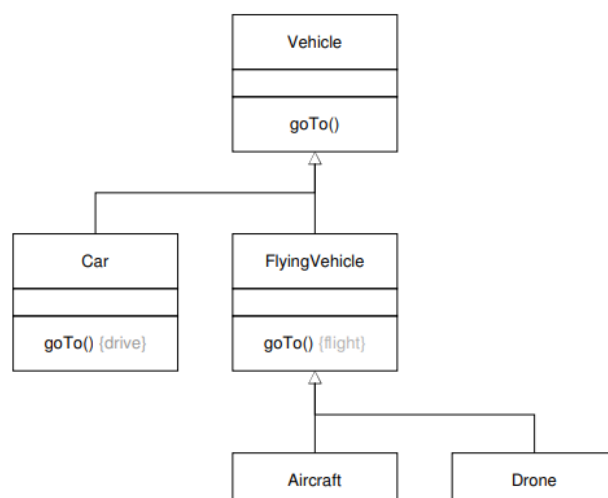 Vehicle
goTo()
Car
FlyingVehicle
goTo() {drive}
goTo() {flight}
Aircraft
Drone